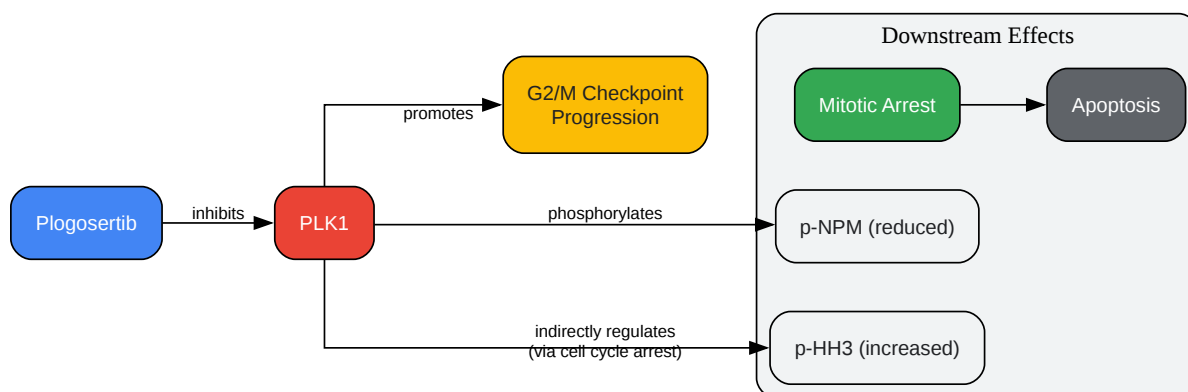 Downstream Effects
G2/M Checkpoint
Progression
Mitotic Arrest
Apoptosis
promotes
Plogosertib
inhibits
PLK1
phosphorylates
p-NPM (reduced)
indirectly regulates
(via cell cycle arrest)
p-HH3 (increased)